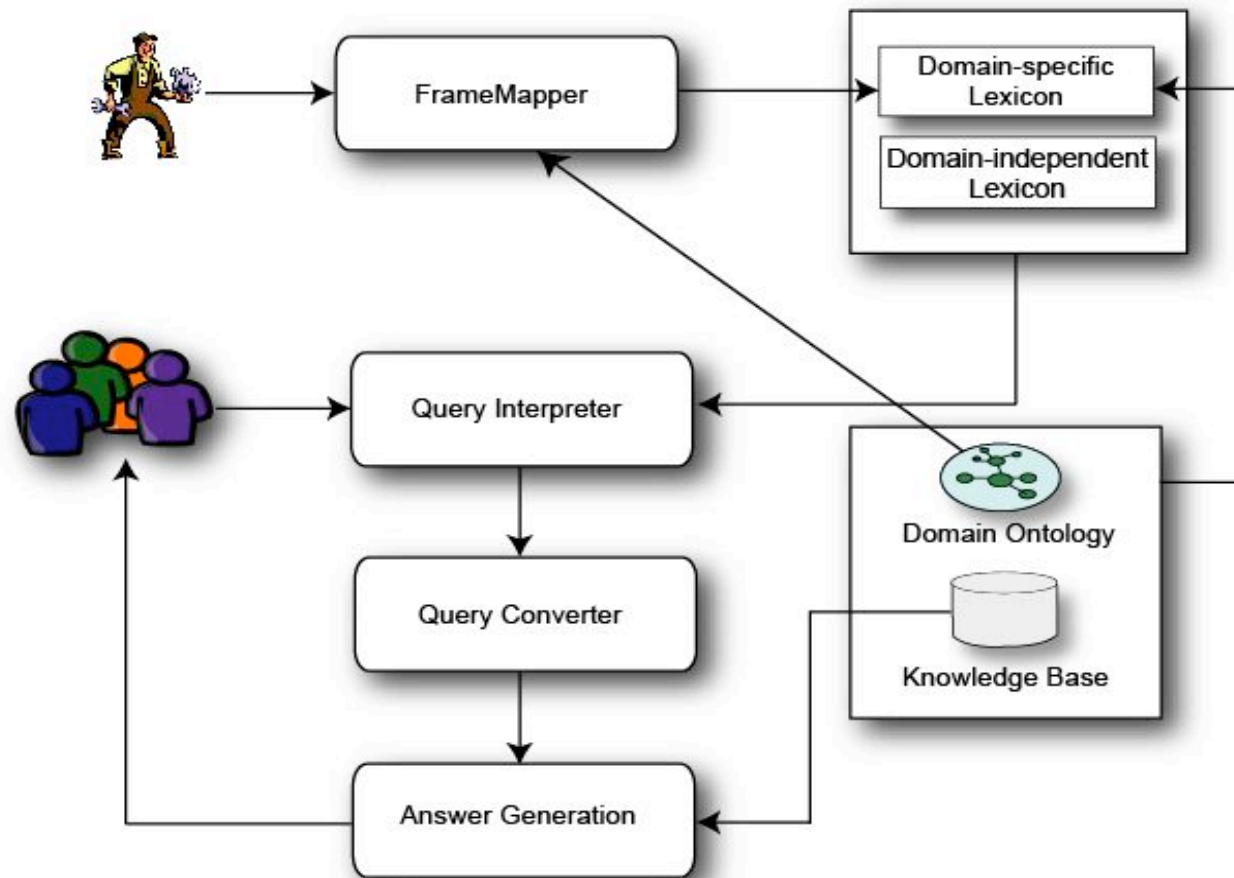 FrameMapper
Domain-specific
Lexicon
Domain-independent
Lexicon
Query Interpreter
Domain Ontology
Query Converter
Knowledge Base
Answer Generation